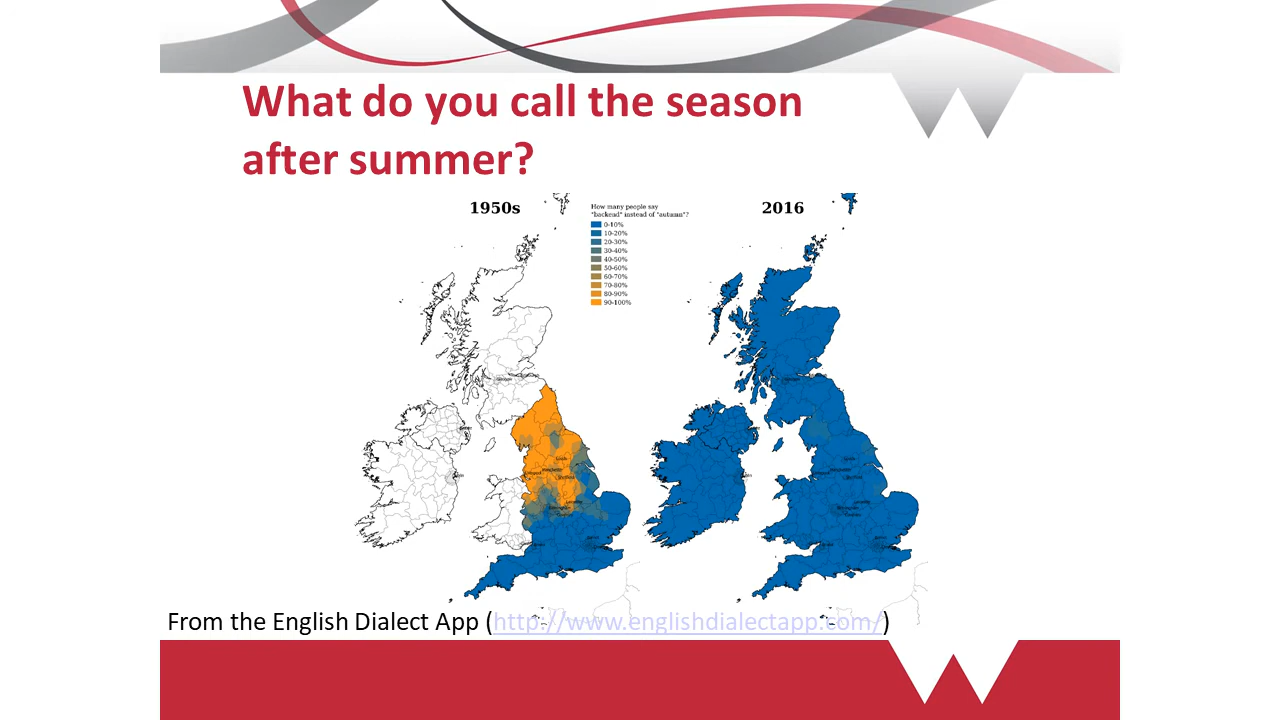 What do you call the season
after summer?
1950s
How many people say
"backend" instead of "autumn"?
0-10%
10-20%
20-30%
30-40%
40-50%
50-60%
60-70%
70-80%
80-90%
90-100%
2016
From the English Dialect App (http://www.englishdialectapp.com/)